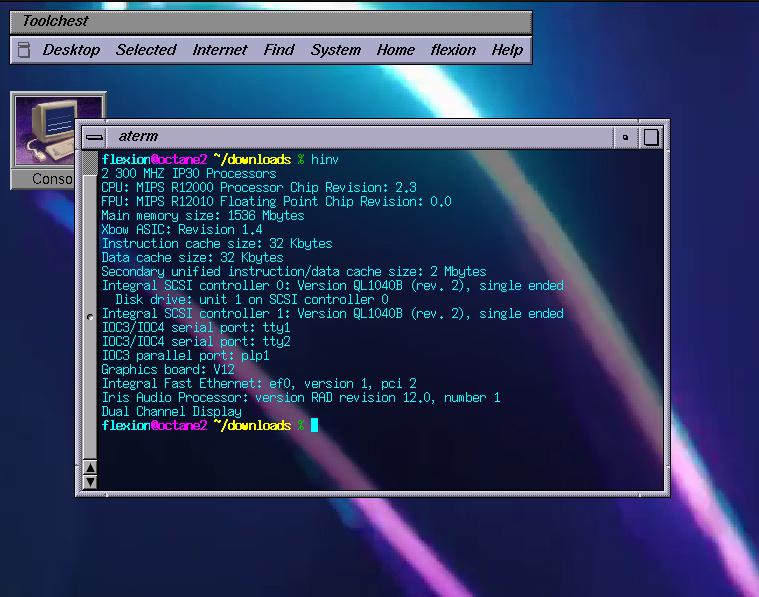 Toolchest
Desktop Selected Internet Find System Home flexion Help
Conso
aterm
flexion@octane2 ~/downloads % hinv
2 300 MHZ IP30 Processors
CPU: MIPS R12000 Processor Chip Revision: 2.3
FPU: MIPS R12010 Floating Point Chip Revision: 0.0
Main memory size: 1536 Mbytes
Xbow ASIC: Revision 1.4
Instruction cache size: 32 Kbytes
Data cache size: 32 Kbytes
Secondary unified instruction/data cache size: 2 Mbytes
Integral SCSI controller 0: Version QL1040B (rev. 2), single ended
  Disk drive: unit 1 on SCSI controller 0
Integral SCSI controller 1: Version QL1040B (rev. 2), single ended
IOC3/IOC4 serial port: tty1
IOC3/IOC4 serial port: tty2
IOC3 parallel port: plp1
Graphics board: V12
Integral Fast Ethernet: ef0, version 1, pci 2
Iris Audio Processor: version RAD revision 12.0, number 1
Dual Channel Display
flexion@octane2 ~/downloads %